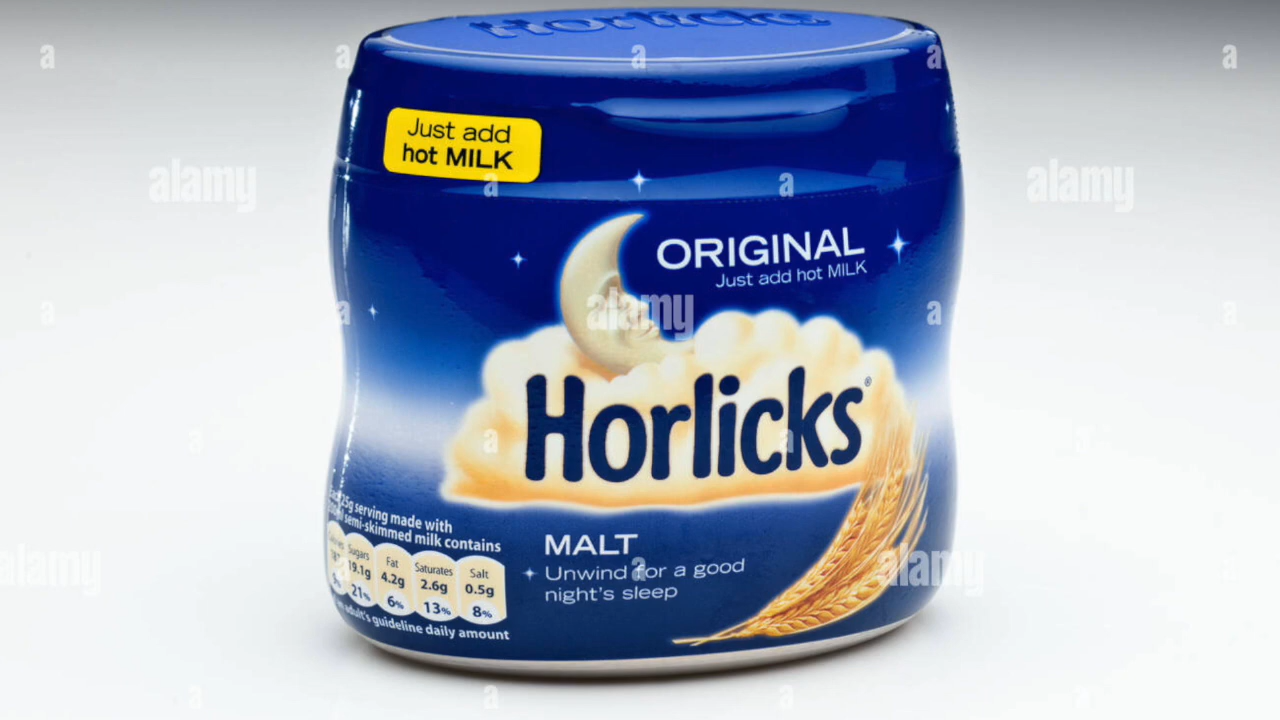 Horlicks
Just add
hot MILK
ORIGINAL
Just add hot MILK
Horlicks®
25g serving made with
semi-skimmed milk contains
Sugars Fat Saturates Salt
19.1g 4.2g 2.6g 0.5g
21% 6% 13% 8%
adult's guideline daily amount
MALT
Unwind for a good
night's sleep
alamy
alamy
alamy
alamy
alamy